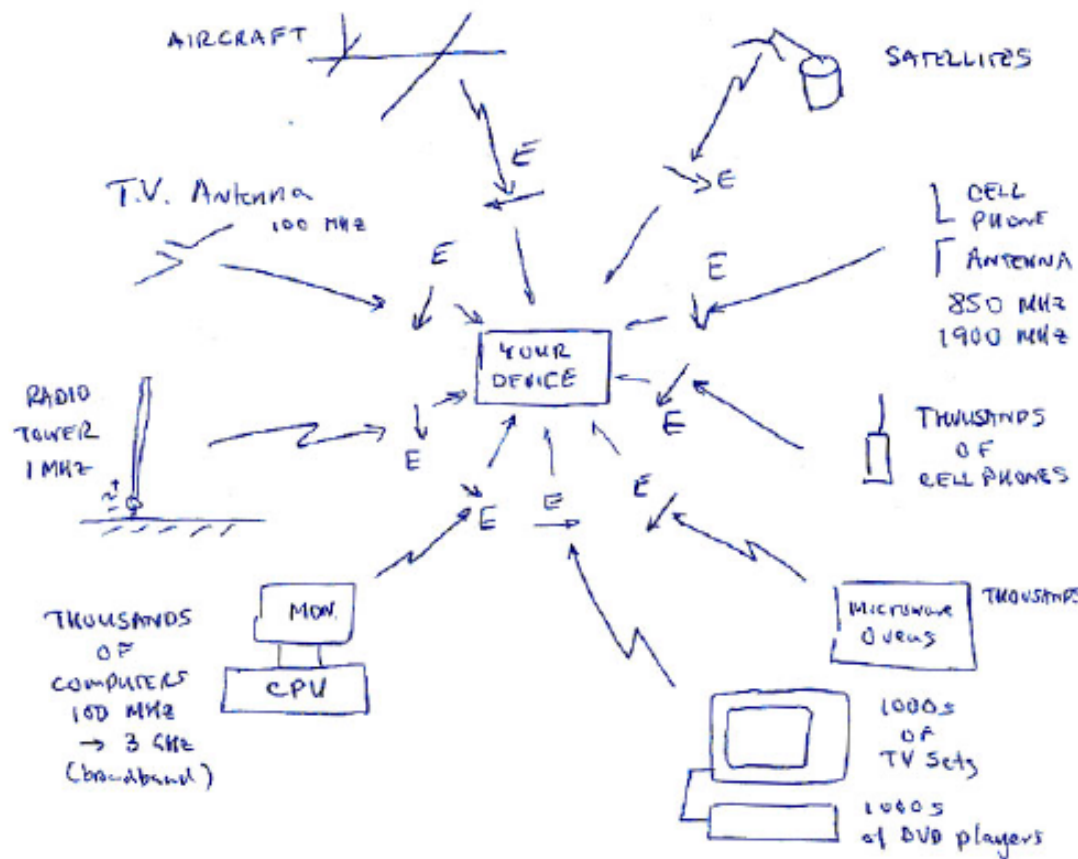 AIRCRAFT
SATELLITES
E
E
T.V. Antenna
100 MHz
E
E
CELL
PHONE
ANTENNA
850 MHz
1900 MHz
YOUR
DEVICE
RADIO
TOWER
1 MHz
E
E
THOUSANDS
OF
CELL PHONES
E
E
E
THOUSANDS
OF
COMPUTERS
100 MHz
→ 3 GHz
(broadband)
MON.
CPU
Microwave
Ovens
THOUSANDS
1000s
OF
TV Sets
1000s
of DVD players